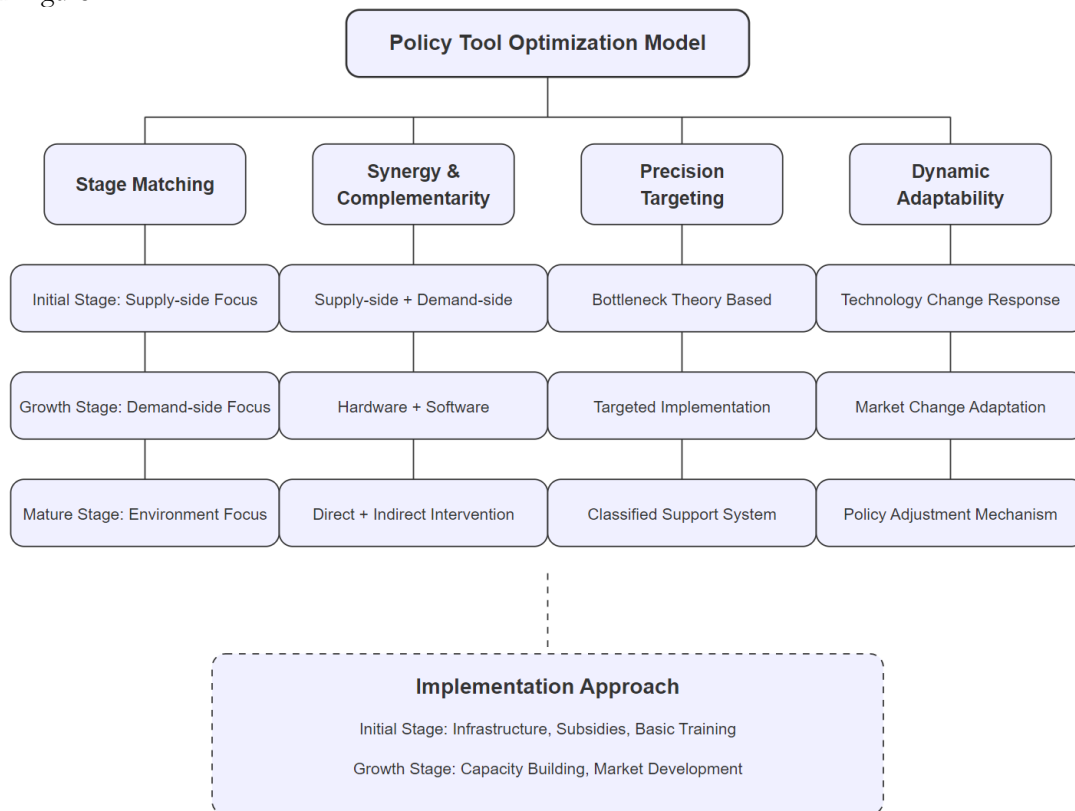 Policy Tool Optimization Model
Stage Matching
Synergy &
Complementarity
Precision
Targeting
Dynamic
Adaptability
Initial Stage: Supply-side Focus
Supply-side + Demand-side
Bottleneck Theory Based
Technology Change Response
Growth Stage: Demand-side Focus
Hardware + Software
Targeted Implementation
Market Change Adaptation
Mature Stage: Environment Focus
Direct + Indirect Intervention
Classified Support System
Policy Adjustment Mechanism
Implementation Approach
Initial Stage: Infrastructure, Subsidies, Basic Training
Growth Stage: Capacity Building, Market Development